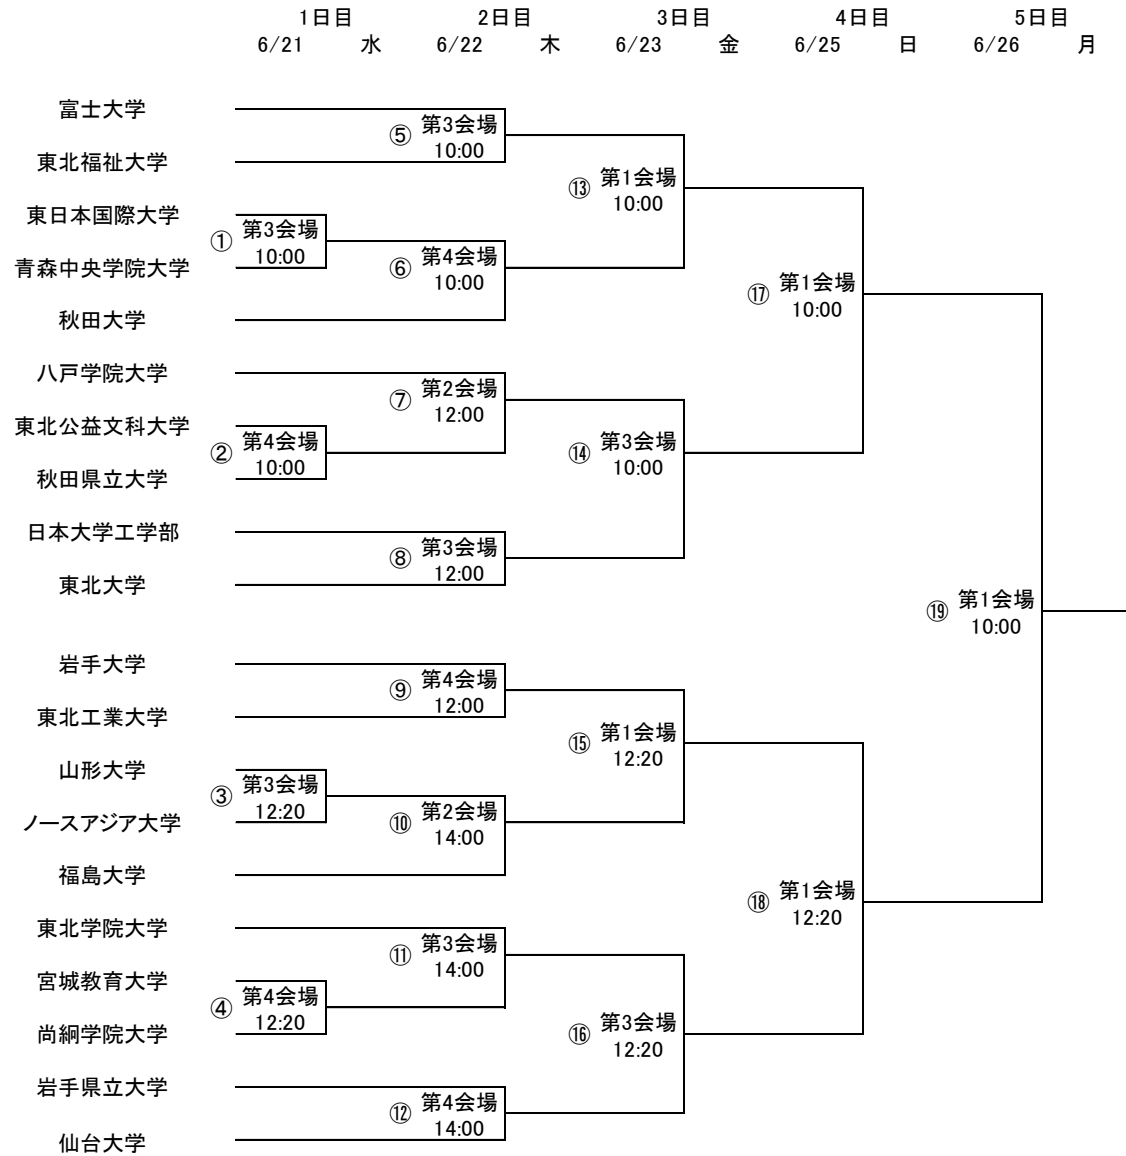 1日目 2日目 3日目 4日目 5日目
6/21 水 6/22 木 6/23 金 6/25 日 6/26 月
富士大学
⑤ 第3会場
10:00
東北福祉大学
⑬ 第1会場
10:00
東日本国際大学
① 第3会場
10:00
⑥ 第4会場
10:00
青森中央学院大学
⑰ 第1会場
10:00
秋田大学
八戸学院大学
⑦ 第2会場
12:00
東北公益文科大学
② 第4会場
10:00
⑭ 第3会場
10:00
秋田県立大学
日本大学工学部
⑧ 第3会場
12:00
東北大学
⑲ 第1会場
10:00
岩手大学
⑨ 第4会場
12:00
東北工業大学
⑮ 第1会場
12:20
山形大学
③ 第3会場
12:20
⑩ 第2会場
14:00
ノースアジア大学
福島大学
⑱ 第1会場
12:20
東北学院大学
⑪ 第3会場
14:00
宮城教育大学
④ 第4会場
12:20
⑯ 第3会場
12:20
尚絅学院大学
岩手県立大学
⑫ 第4会場
14:00
仙台大学